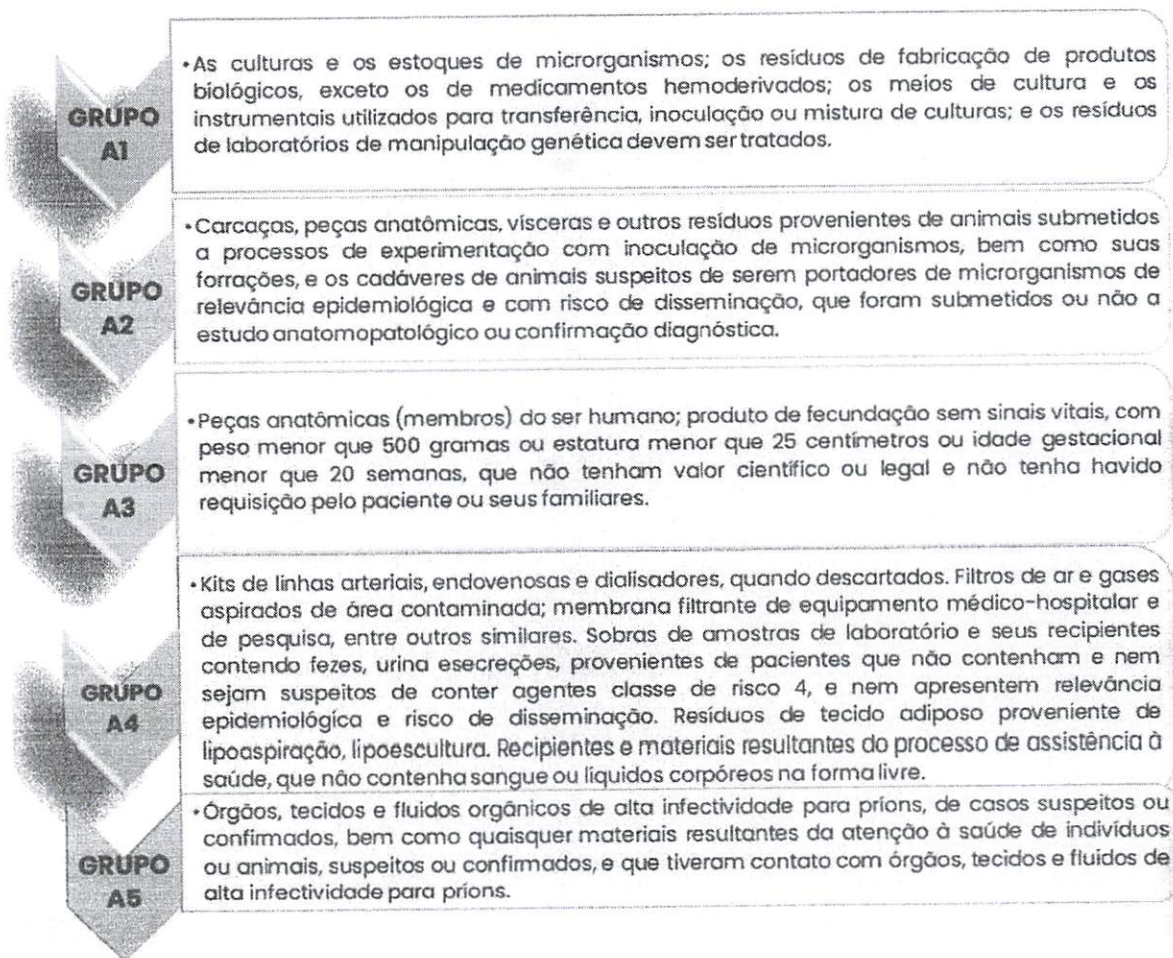 GRUPO
A1
•As culturas e os estoques de microrganismos; os resíduos de fabricação de produtos
biológicos, exceto os de medicamentos hemoderivados; os meios de cultura e os
instrumentais utilizados para transferência, inoculação ou mistura de culturas; e os resíduos
de laboratórios de manipulação genética devem ser tratados.
GRUPO
A2
•Carcaças, peças anatômicas, vísceras e outros resíduos provenientes de animais submetidos
a processos de experimentação com inoculação de microrganismos, bem como suas
forrações, e os cadáveres de animais suspeitos de serem portadores de microrganismos de
relevância epidemiológica e com risco de disseminação, que foram submetidos ou não a
estudo anatomopatológico ou confirmação diagnóstica.
GRUPO
A3
•Peças anatômicas (membros) do ser humano; produto de fecundação sem sinais vitais, com
peso menor que 500 gramas ou estatura menor que 25 centímetros ou idade gestacional
menor que 20 semanas, que não tenham valor científico ou legal e não tenha havido
requisição pelo paciente ou seus familiares.
GRUPO
A4
•Kits de linhas arteriais, endovenosas e dialisadores, quando descartados. Filtros de ar e gases
aspirados de área contaminada; membrana filtrante de equipamento médico-hospitalar e
de pesquisa, entre outros similares. Sobras de amostras de laboratório e seus recipientes
contendo fezes, urina esecreções, provenientes de pacientes que não contenham e nem
sejam suspeitos de conter agentes classe de risco 4, e nem apresentem relevância
epidemiológica e risco de disseminação. Resíduos de tecido adiposo proveniente de
lipoaspiração, lipoescultura. Recipientes e materiais resultantes do processo de assistência à
saúde, que não contenha sangue ou líquidos corpóreos na forma livre.
GRUPO
A5
•Órgãos, tecidos e fluidos orgânicos de alta infectividade para príons, de casos suspeitos ou
confirmados, bem como quaisquer materiais resultantes da atenção à saúde de indivíduos
ou animais, suspeitos ou confirmados, e que tiveram contato com órgãos, tecidos e fluidos de
alta infectividade para príons.